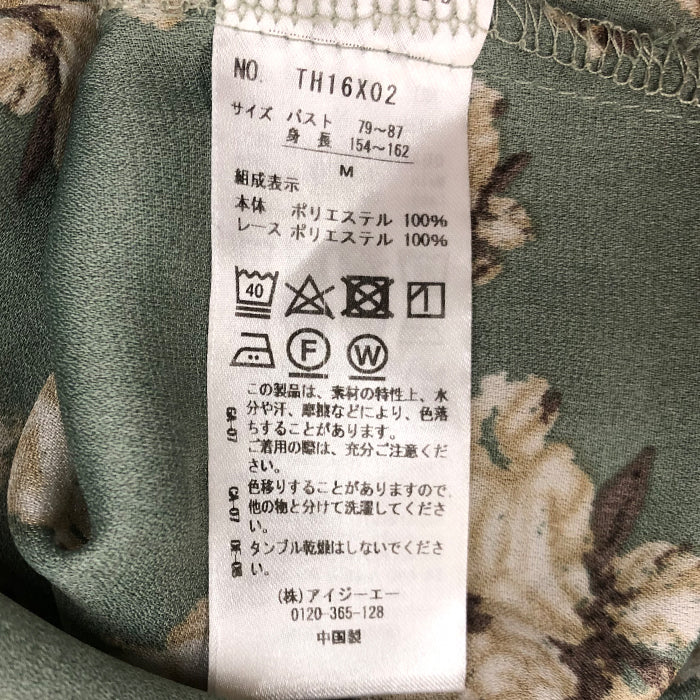 NO. TH16X02
サイズ バスト 79〜87
身 長 154〜162
M
組成表示
本体 ポリエステル 100%
レース ポリエステル 100%
40
F W
この製品は、素材の特性上、水
分や汗、摩擦などにより、色落
ちすることがあります。
ご着用の際は、充分ご注意くだ
さい。
CA-07 色移りすることがありますので、
他の物と分けて洗濯してくださ
い。
タンブル乾燥はしないでくださ
い。
(株)アイジーエー
0120-365-128
中国製